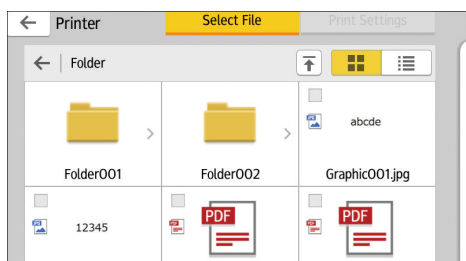 Printer
Select File
Print Settings
Folder
abcde
Folder001
Folder002
Graphic001.jpg
12345
PDF
PDF